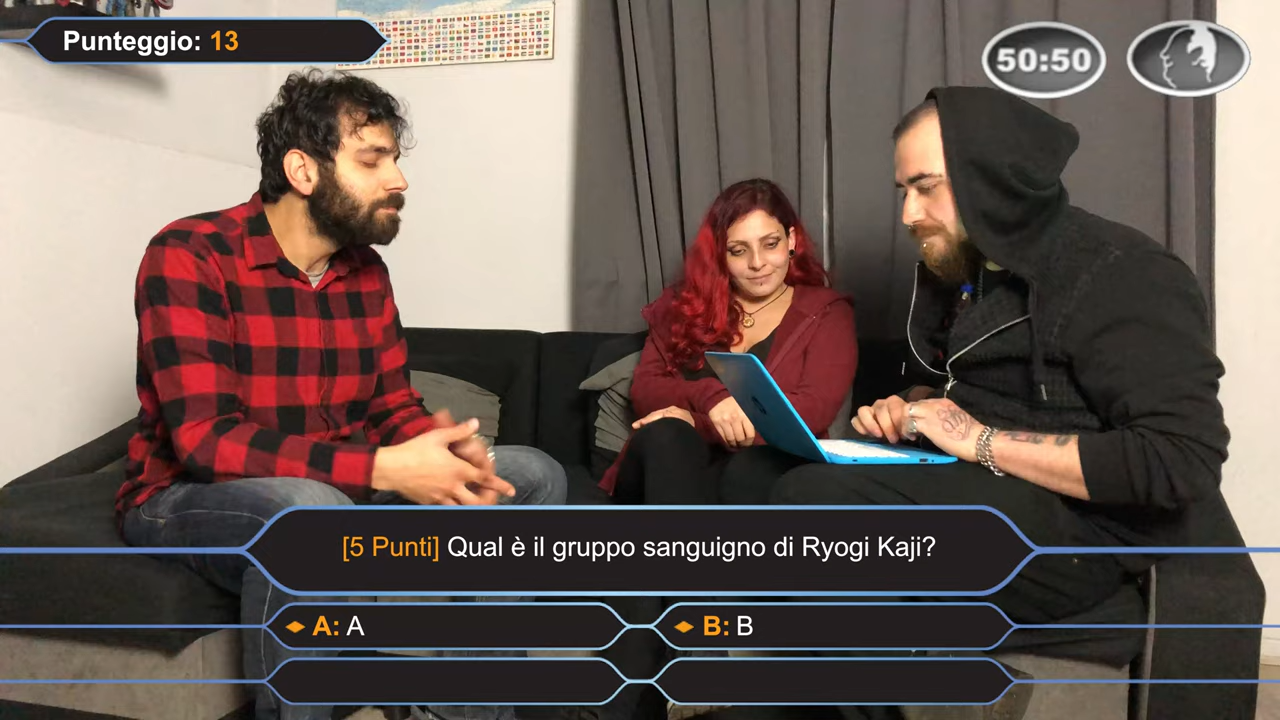 Punteggio: 13
50:50
[5 Punti] Qual è il gruppo sanguigno di Ryogi Kaji?
A: A
B: B